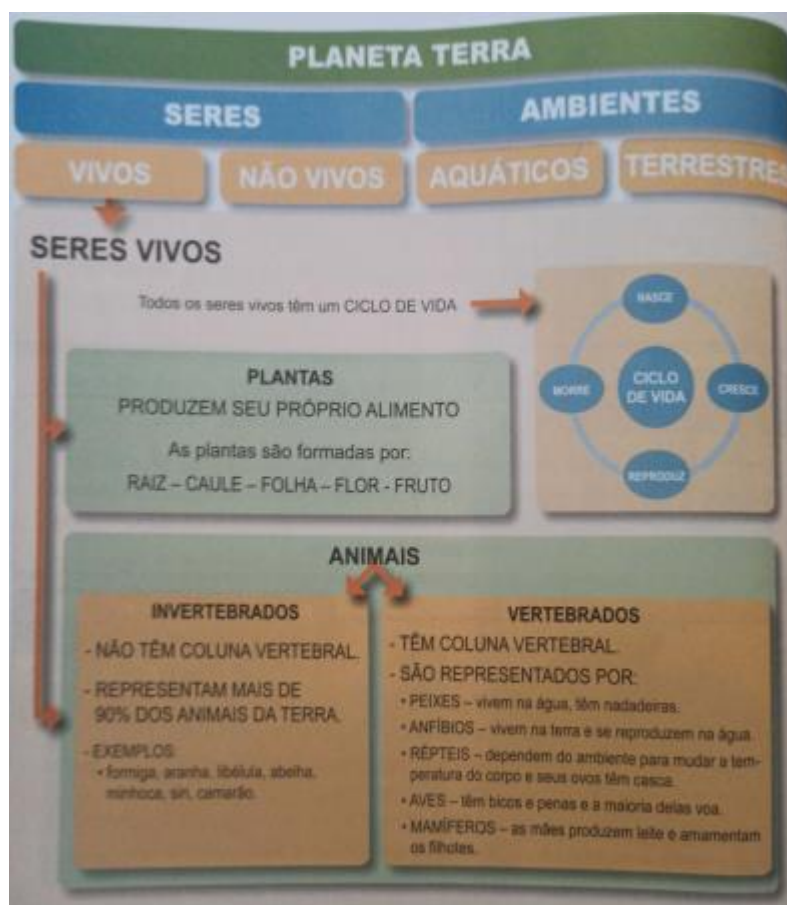 PLANETA TERRA
SERES
AMBIENTES
VIVOS
NÃO VIVOS
AQUÁTICOS
TERRESTRES
SERES VIVOS
Todos os seres vivos têm um CICLO DE VIDA
NASCE
MORRE
CICLO
DE VIDA
CRESCE
REPRODUZ
PLANTAS
PRODUZEM SEU PRÓPRIO ALIMENTO
As plantas são formadas por:
RAIZ – CAULE – FOLHA – FLOR - FRUTO
ANIMAIS
INVERTEBRADOS
- NÃO TÊM COLUNA VERTEBRAL.
- REPRESENTAM MAIS DE
90% DOS ANIMAIS DA TERRA.
- EXEMPLOS:
• formiga, aranha, libélula, abelha,
minhoca, siri, camarão.
VERTEBRADOS
- TÊM COLUNA VERTEBRAL.
- SÃO REPRESENTADOS POR:
• PEIXES – vivem na água, têm nadadeiras.
• ANFÍBIOS – vivem na terra e se reproduzem na água.
• RÉPTEIS – dependem do ambiente para mudar a tem-
peratura do corpo e seus ovos têm casca.
• AVES – têm bicos e penas e a maioria delas voa.
• MAMÍFEROS – as mães produzem leite e amamentam
os filhotes.